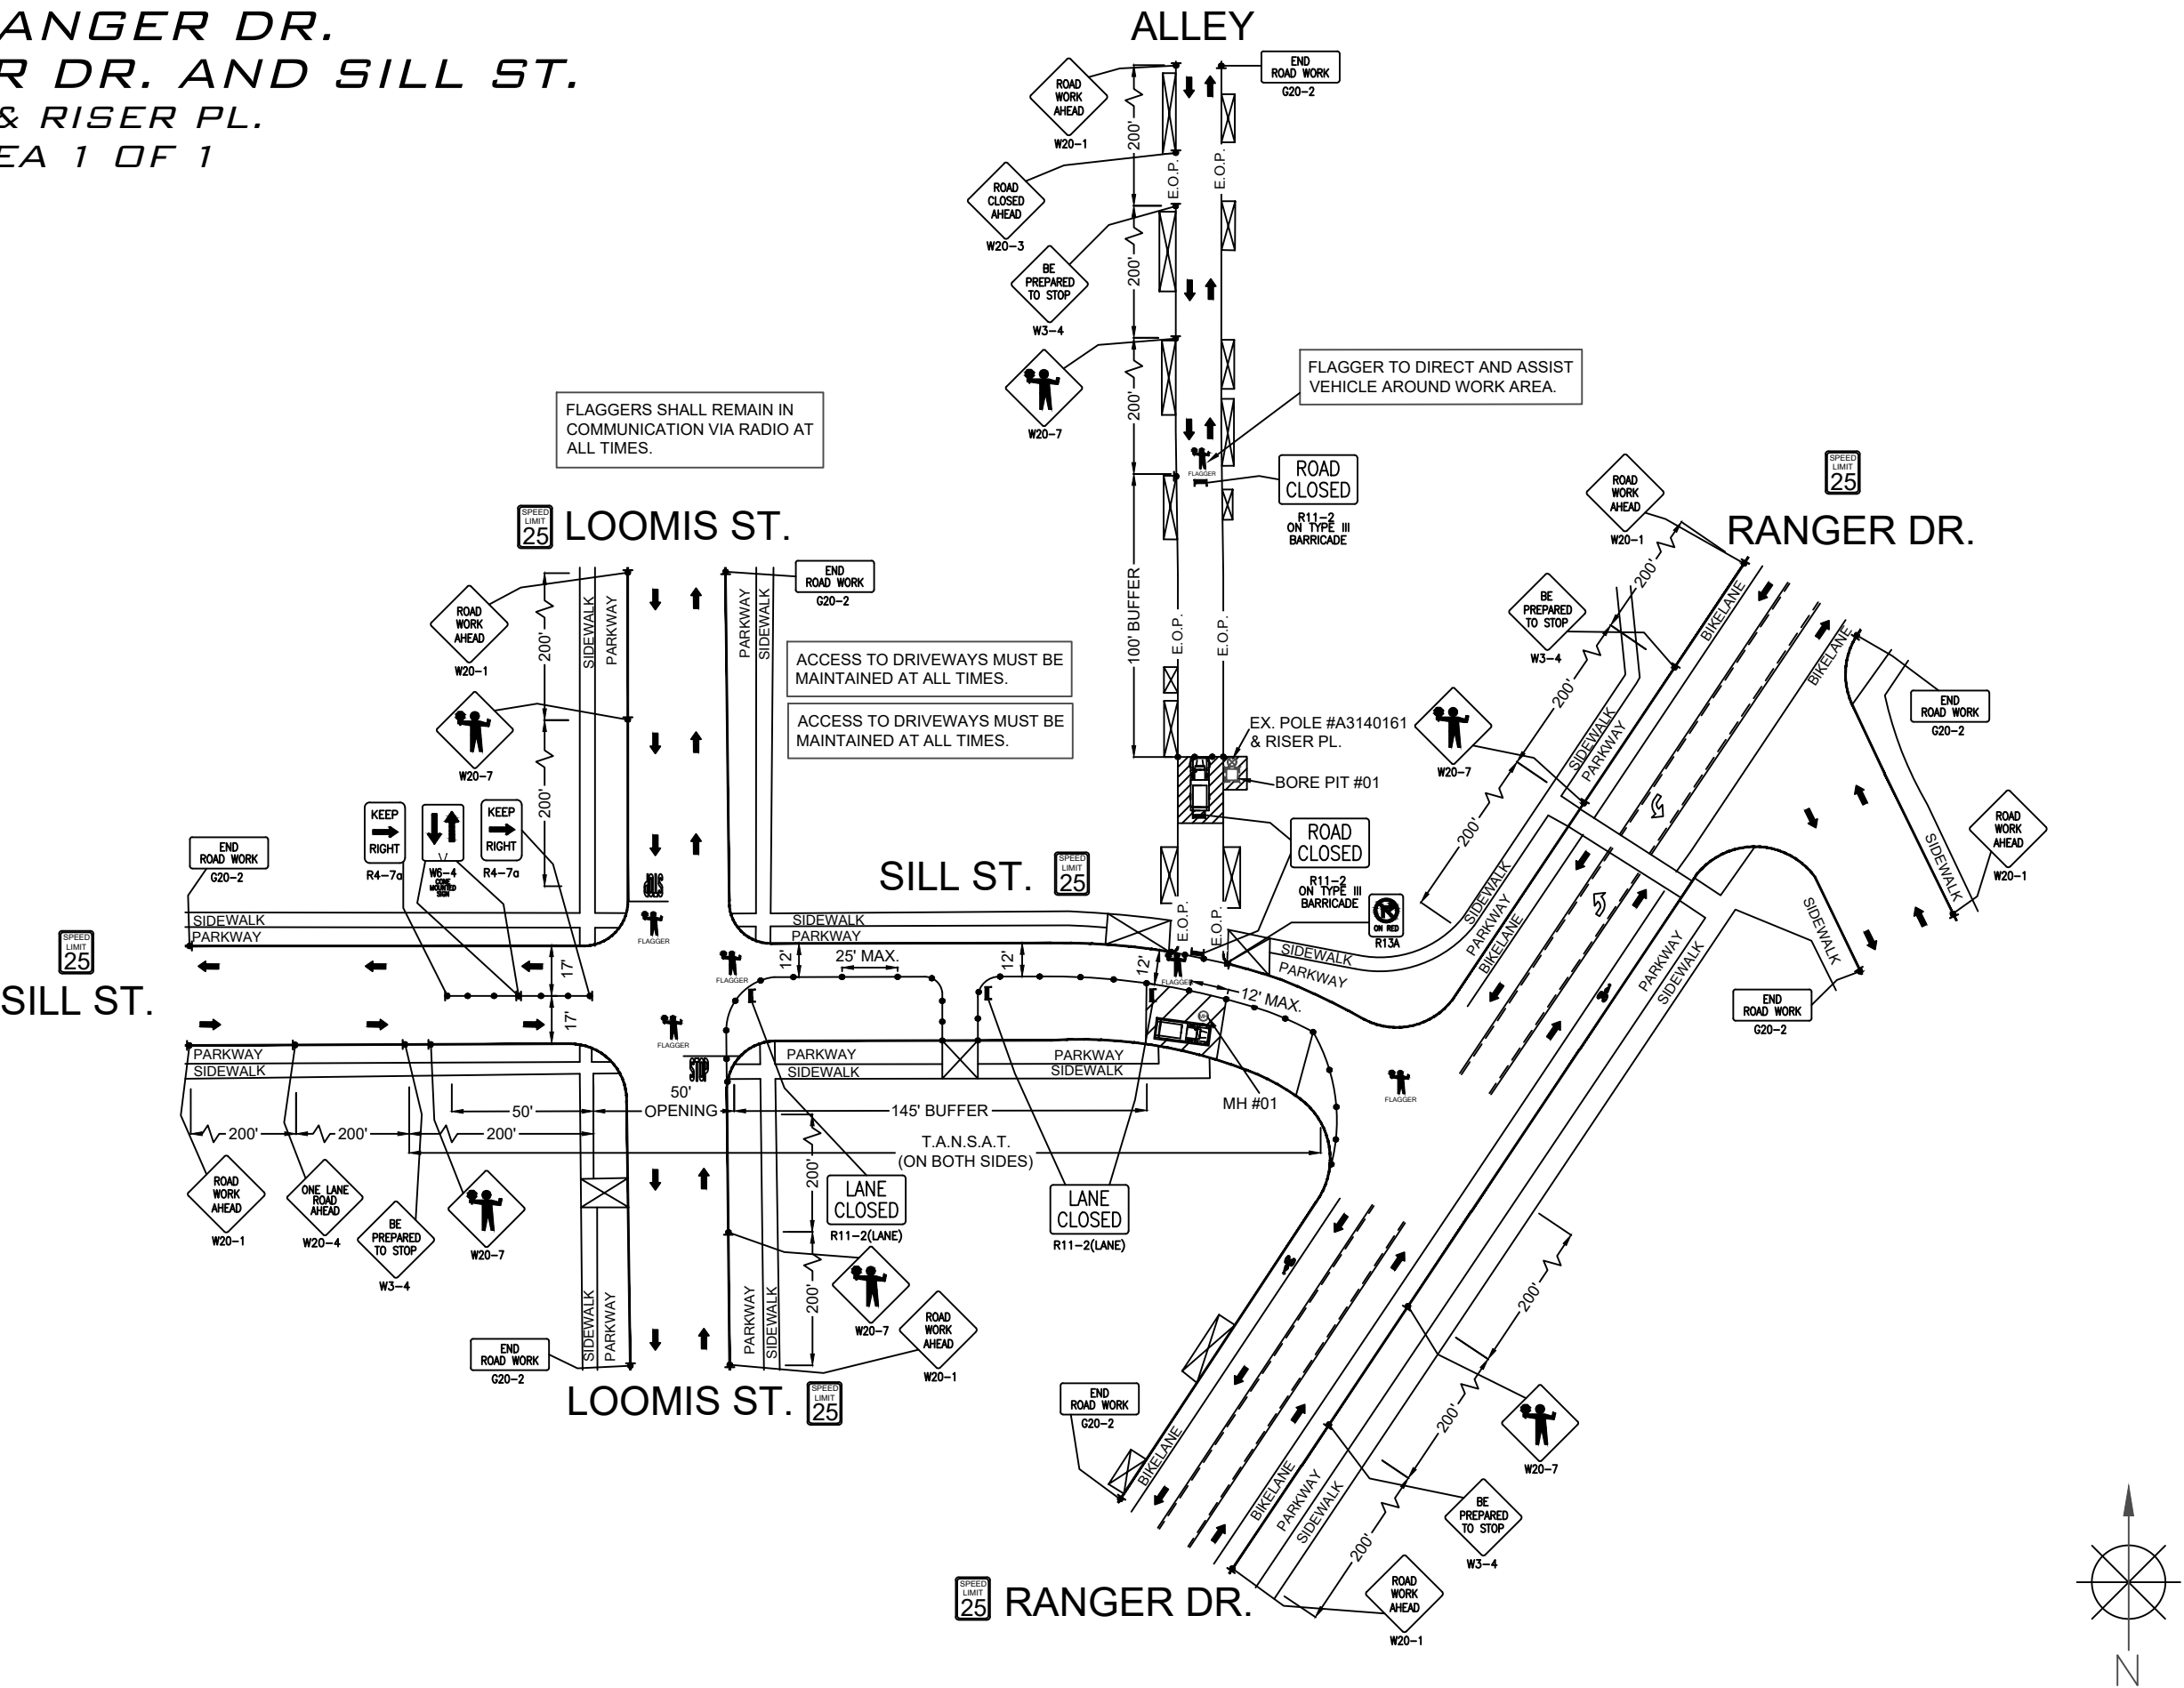 ANGER DR.
R DR. AND SILL ST.
& RISER PL.
EA 1 OF 1
ALLEY
ROAD
WORK
AHEAD
W20-1
END
ROAD WORK
G20-2
200'
E.O.P.
E.O.P.
ROAD
CLOSED
AHEAD
W20-3
200'
BE
PREPARED
TO STOP
W3-4
200'
W20-7
FLAGGER TO DIRECT AND ASSIST
VEHICLE AROUND WORK AREA.
FLAGGERS SHALL REMAIN IN
COMMUNICATION VIA RADIO AT
ALL TIMES.
FLAGGER
ROAD
CLOSED
R11-2
ON TYPE III
BARRICADE
100' BUFFER
E.O.P.
E.O.P.
SPEED
LIMIT
25
LOOMIS ST.
SPEED
LIMIT
25
RANGER DR.
ROAD
WORK
AHEAD
W20-1
END
ROAD WORK
G20-2
ROAD
WORK
AHEAD
W20-1
200'
SIDEWALK
PARKWAY
PARKWAY
SIDEWALK
200'
BE
PREPARED
TO STOP
W3-4
BIKELANE
BIKELANE
200'
ACCESS TO DRIVEWAYS MUST BE
MAINTAINED AT ALL TIMES.
ACCESS TO DRIVEWAYS MUST BE
MAINTAINED AT ALL TIMES.
W20-7
200'
EX. POLE #A3140161
& RISER PL.
BORE PIT #01
W20-7
SIDEWALK
PARKWAY
200'
END
ROAD WORK
G20-2
ROAD
WORK
AHEAD
W20-1
SIDEWALK
SIDEWALK
KEEP
RIGHT
R4-7a
W6-4
CONE
MOUNTED
SIGN
KEEP
RIGHT
R4-7a
END
ROAD WORK
G20-2
STOP
FLAGGER
SILL ST.
SPEED
LIMIT
25
ROAD
CLOSED
R11-2
ON TYPE III
BARRICADE
ON RED
R13A
E.O.P.
E.O.P.
SIDEWALK
PARKWAY
BIKELANE
PARKWAY
SIDEWALK
END
ROAD WORK
G20-2
SIDEWALK
PARKWAY
SIDEWALK
PARKWAY
SIDEWALK
PARKWAY
SPEED
LIMIT
25
SILL ST.
17'
17'
FLAGGER
12'
25' MAX.
12'
12'
FLAGGER
12' MAX.
FLAGGER
STOP
PARKWAY
SIDEWALK
PARKWAY
SIDEWALK
PARKWAY
SIDEWALK
MH #01
FLAGGER
50'
50'
OPENING
145' BUFFER
200'
200'
200'
T.A.N.S.A.T.
(ON BOTH SIDES)
ROAD
WORK
AHEAD
W20-1
ONE LANE
ROAD
AHEAD
W20-4
BE
PREPARED
TO STOP
W3-4
W20-7
200'
LANE
CLOSED
R11-2(LANE)
LANE
CLOSED
R11-2(LANE)
200'
W20-7
ROAD
WORK
AHEAD
W20-1
SIDEWALK
PARKWAY
PARKWAY
SIDEWALK
END
ROAD WORK
G20-2
LOOMIS ST.
SPEED
LIMIT
25
END
ROAD WORK
G20-2
BIKELANE
BIKELANE
PARKWAY
SIDEWALK
200'
200'
200'
W20-7
BE
PREPARED
TO STOP
W3-4
ROAD
WORK
AHEAD
W20-1
SPEED
LIMIT
25
RANGER DR.
N